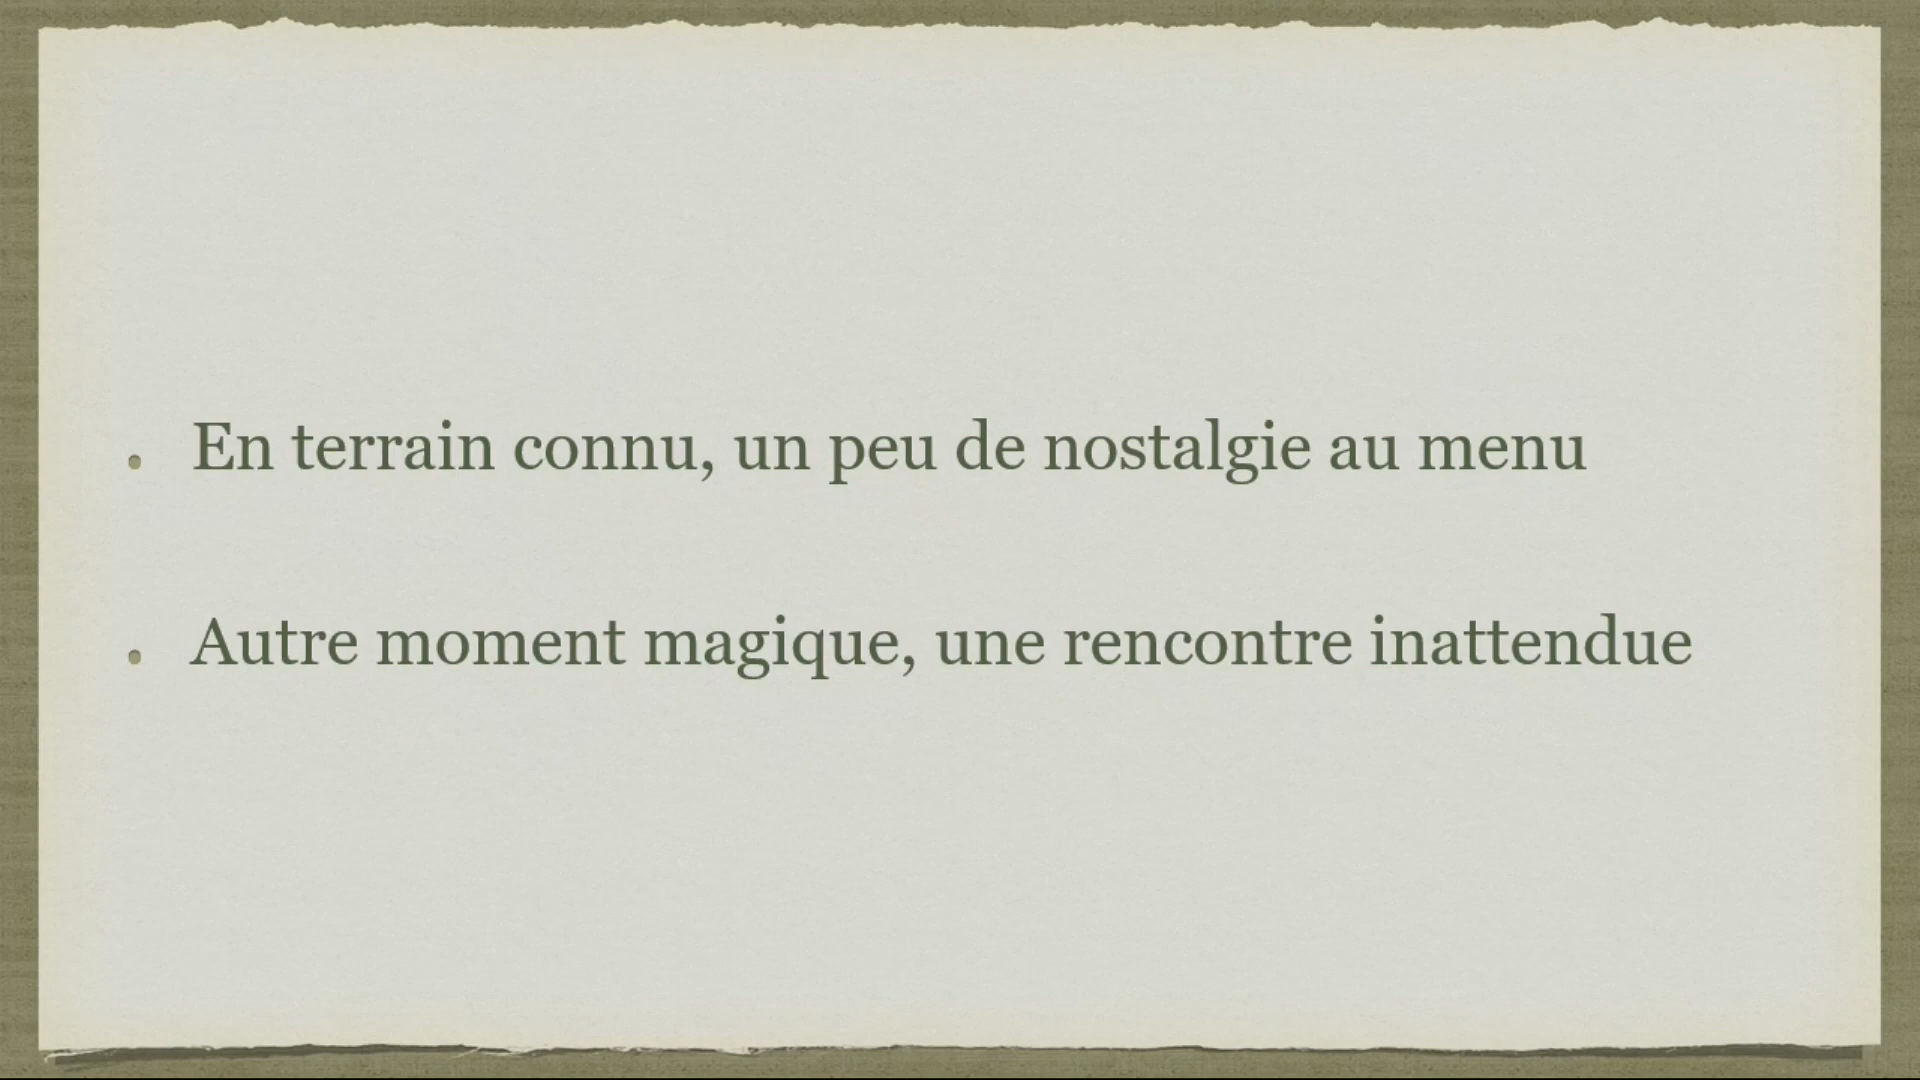 • En terrain connu, un peu de nostalgie au menu
• Autre moment magique, une rencontre inattendue